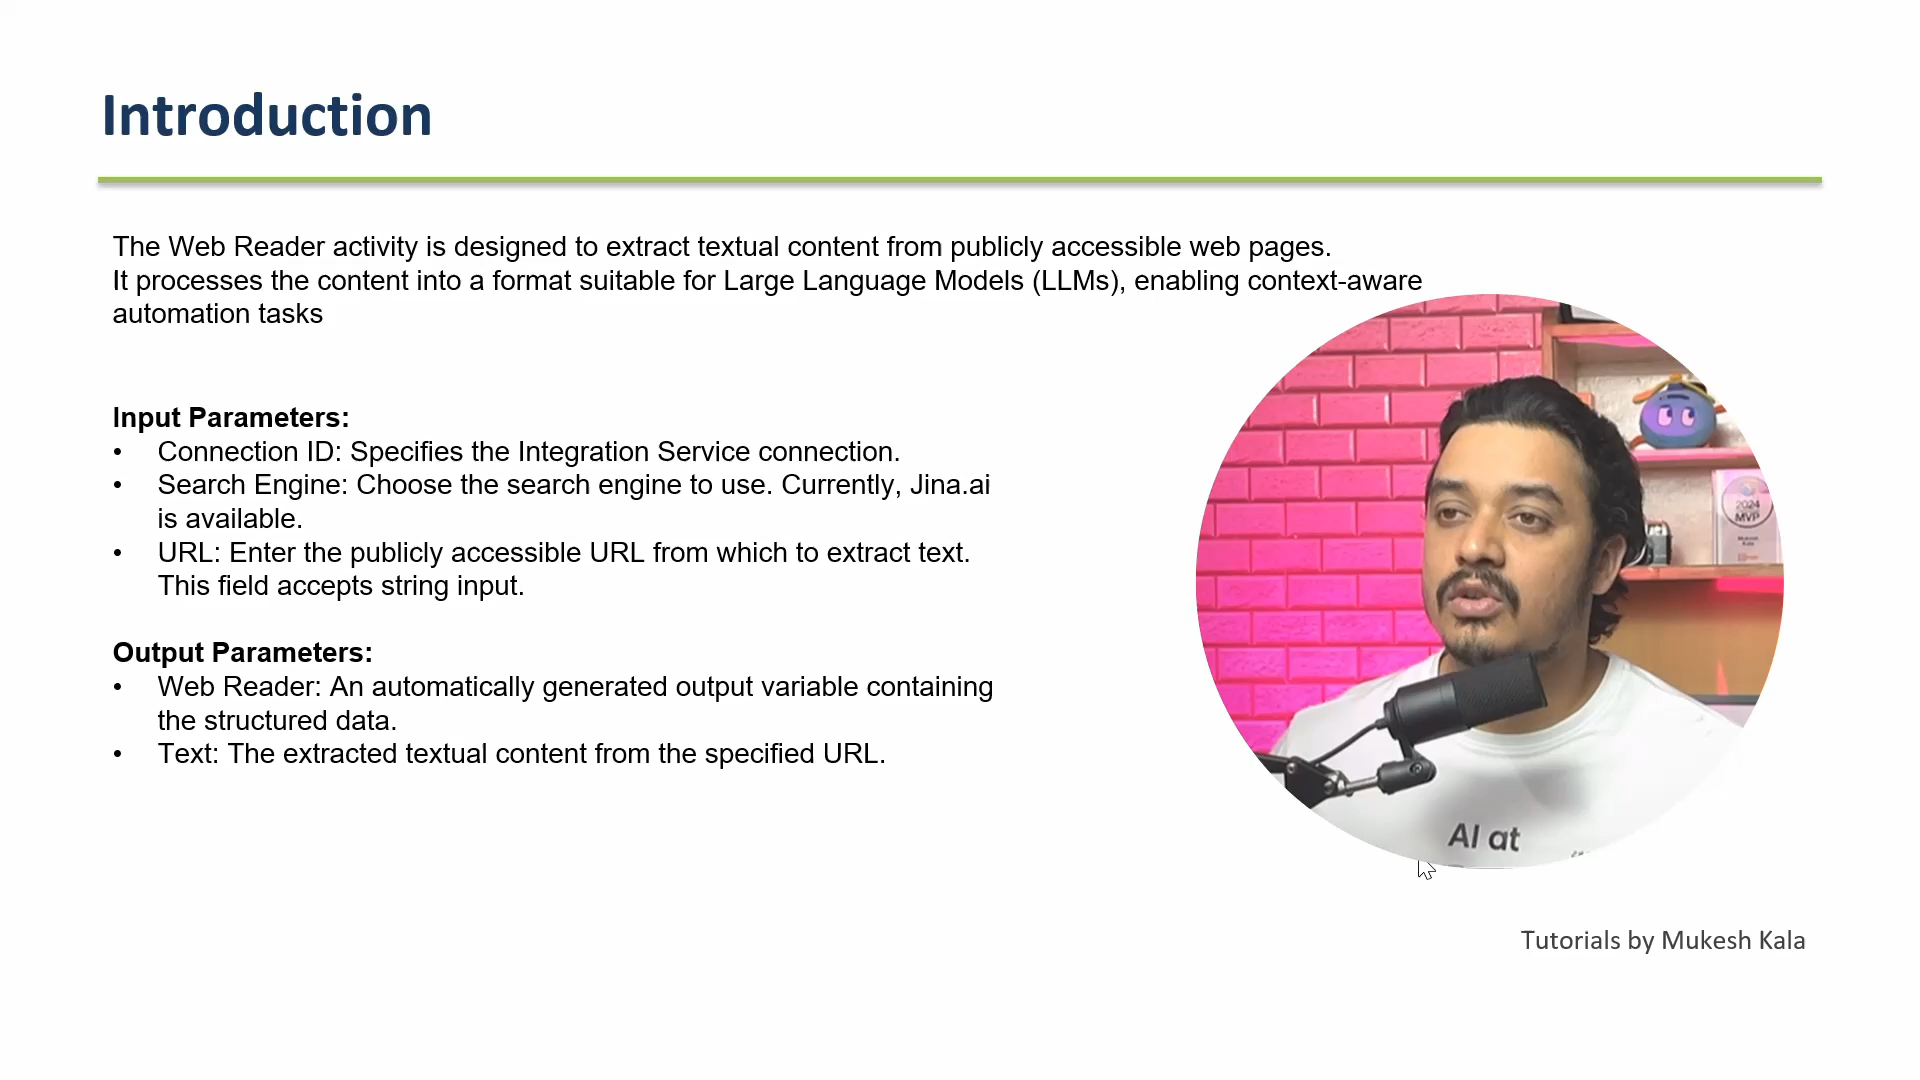 Introduction
The Web Reader activity is designed to extract textual content from publicly accessible web pages.
It processes the content into a format suitable for Large Language Models (LLMs), enabling context-aware
automation tasks
Input Parameters:
• Connection ID: Specifies the Integration Service connection.
• Search Engine: Choose the search engine to use. Currently, Jina.ai
is available.
• URL: Enter the publicly accessible URL from which to extract text.
This field accepts string input.
Output Parameters:
• Web Reader: An automatically generated output variable containing
the structured data.
• Text: The extracted textual content from the specified URL.
2024
MVP
Mukesh
Kala
AI at
Tutorials by Mukesh Kala